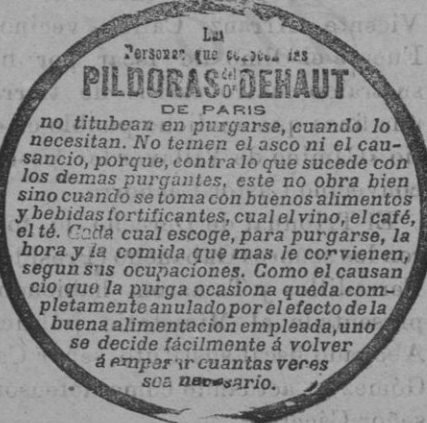 Las
Personas que conocen las
PILDORAS DEL DR DEHAUT
DE PARIS
no titubean en purgarse, cuando lo
necesitan. No temen el asco ni el cau-
sancio, porque, contra lo que sucede con
los demas purgantes, este no obra bien
sino cuando se toma con buenos alimentos
y bebidas fortificantes, cual el vino, el café,
el té. Cada cual escoge, para purgarse, la
hora y la comida que mas le convienen,
segun sus ocupaciones. Como el causan
cio que la purga ocasiona queda com-
pletamente anulado por el efecto de la
buena alimentacion empleada, uno
se decide fácilmente á volver
á empezar cuantas veces
sea necesario.